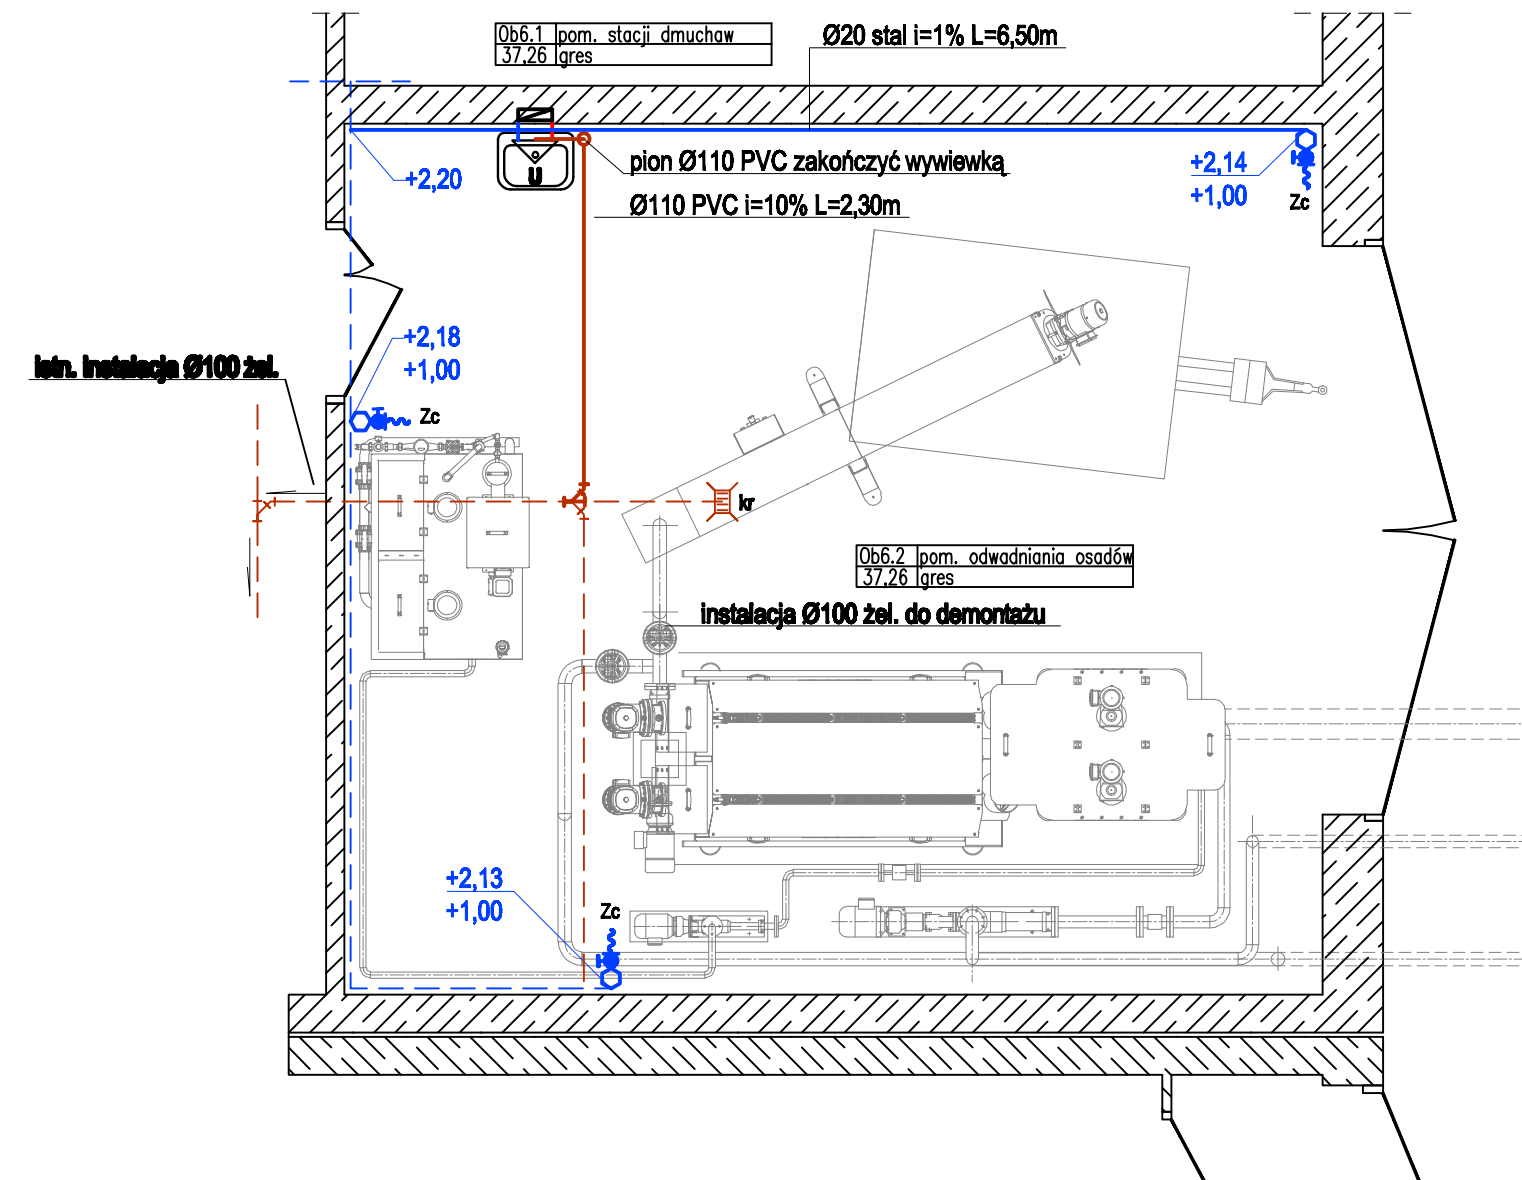 Ob6.1 pom. stacji dmuchaw
37,26 gres
Ø20 stal i=1% L=6,50m
pion Ø110 PVC zakończyć wywiewką
Ø110 PVC i=10% L=2,30m
+2,20
+2,14
+1,00
Zc
U
+2,18
+1,00
Zc
istn. instalacja Ø100 żel.
kr
Ob6.2 pom. odwadniania osadów
37,26 gres
instalacja Ø100 żel. do demontażu
+2,13
+1,00
Zc